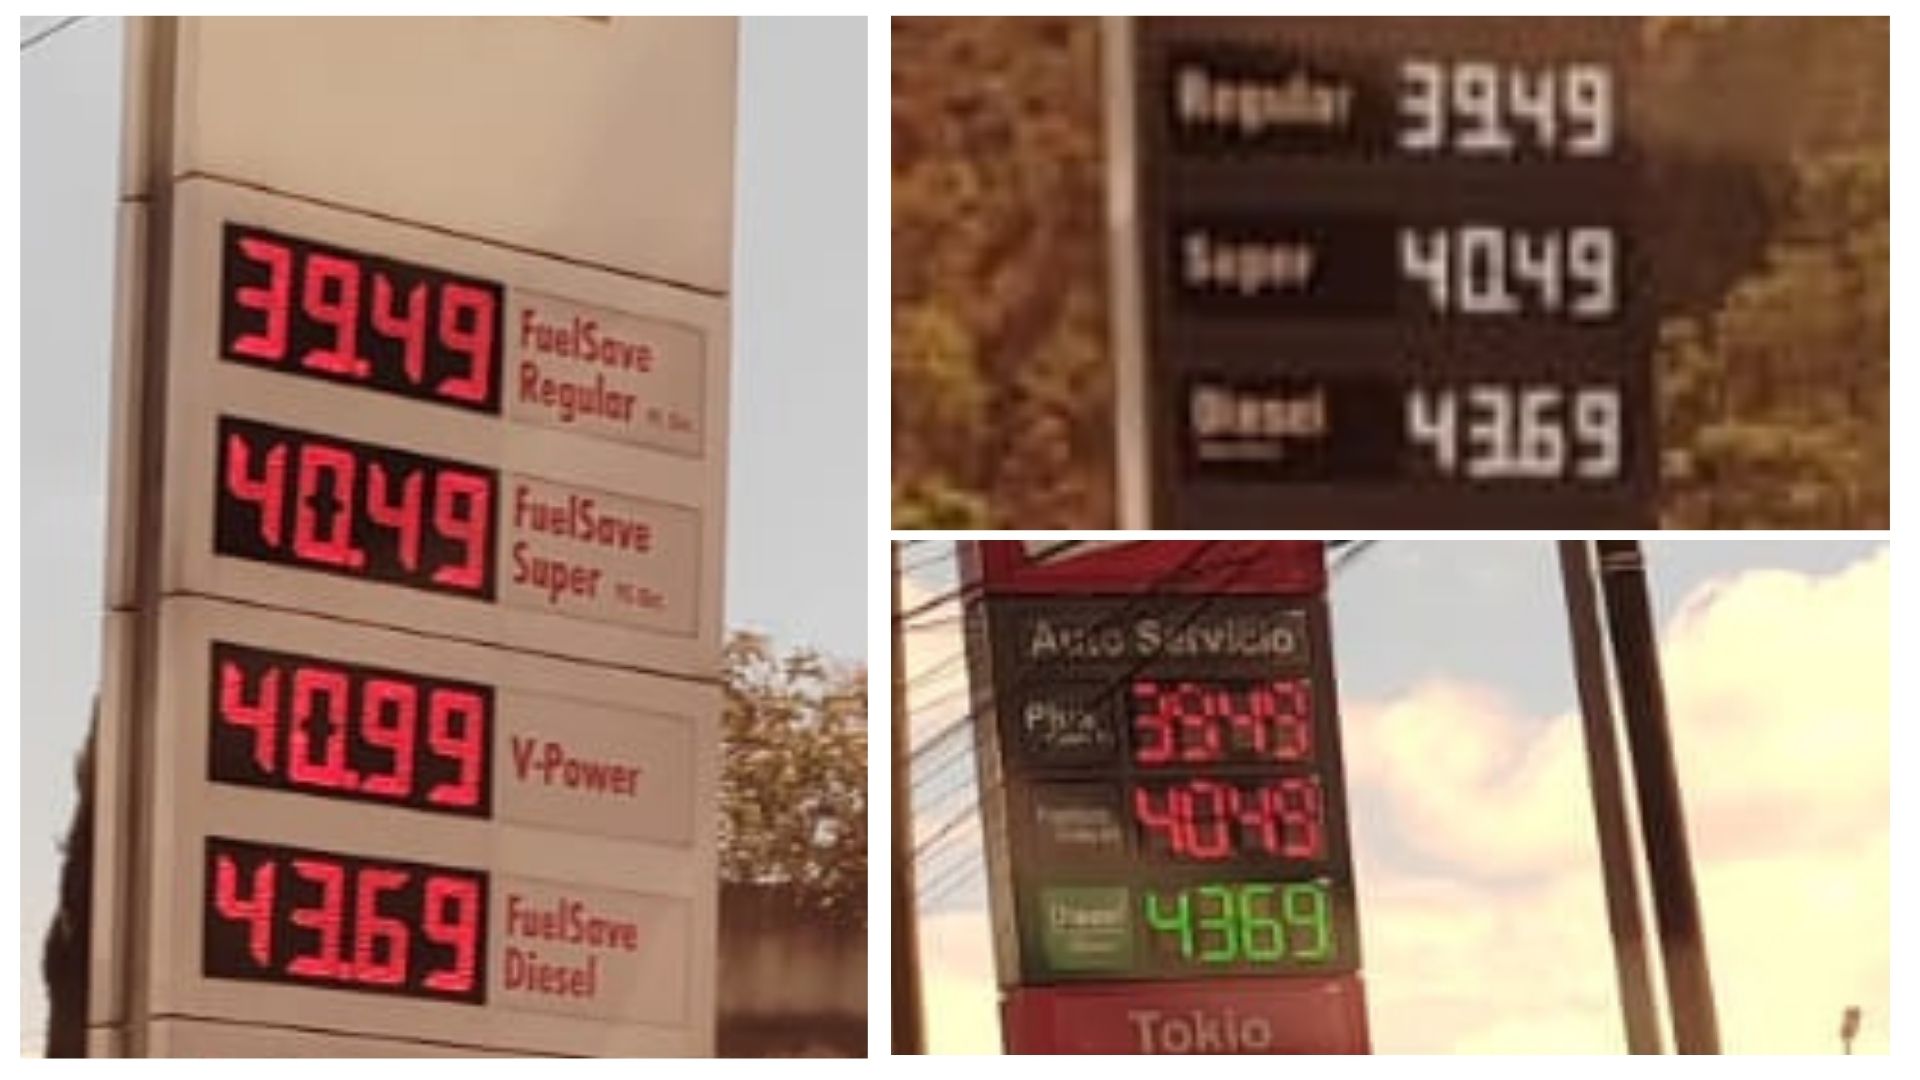 39.49
FuelSave
Regular
40.49
FuelSave
Super
40.99
V-Power
43.69
FuelSave
Diesel
Regular 39.49
Super 40.49
Diesel 43.69
Auto Servicio
39.49
40.49
Diesel 43.69
Tokio